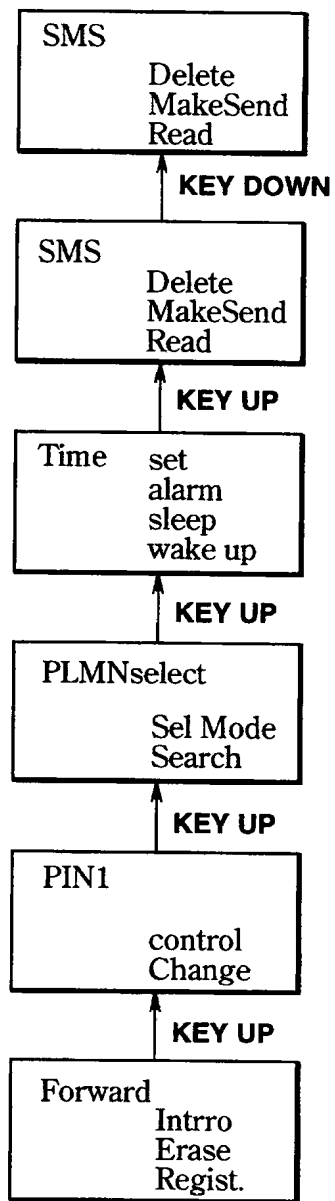 SMS
Delete
MakeSend
Read
KEY DOWN
SMS
Delete
MakeSend
Read
KEY UP
Time set
alarm
sleep
wake up
KEY UP
PLMNselect
Sel Mode
Search
KEY UP
PIN1
control
Change
KEY UP
Forward
Intrro
Erase
Regist.